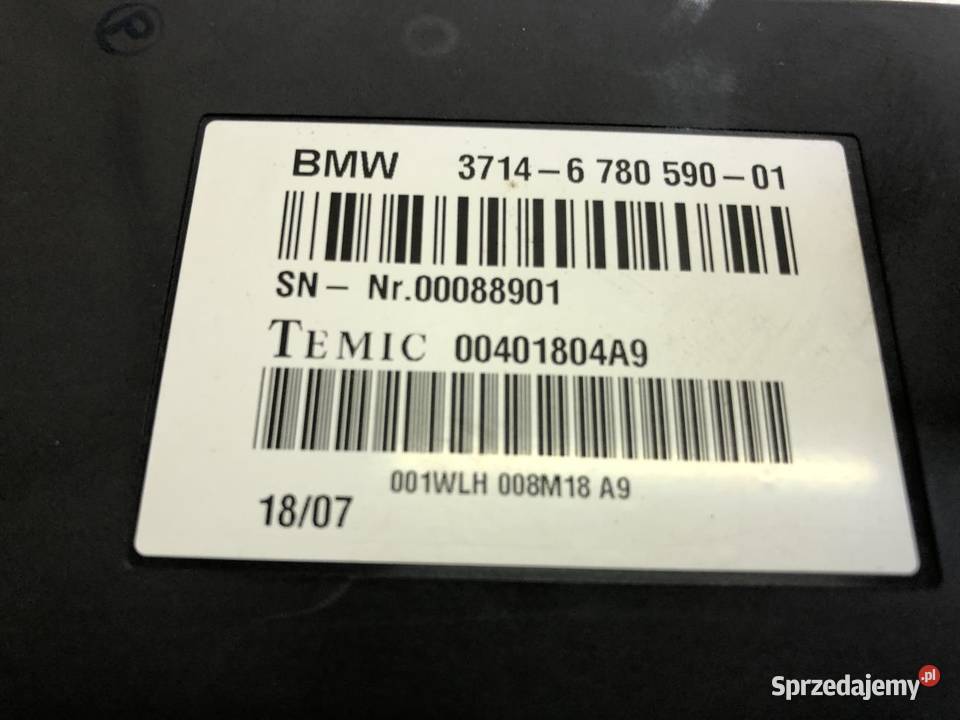 P
BMW 3714-6 780 590-01
SN- Nr.00088901
TEMIC 00401804A9
001WLH 008M18 A9
18/07
Sprzedajemy.pl